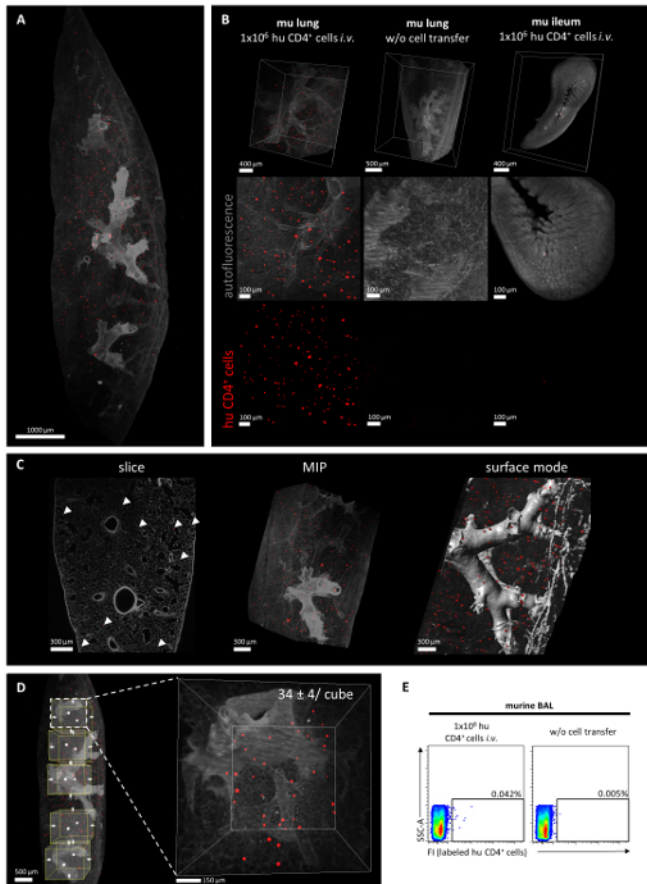 A
1000 µm
B
mu lung
1x10⁶ hu CD4⁺ cells i.v.
mu lung
w/o cell transfer
mu ileum
1x10⁶ hu CD4⁺ cells i.v.
400 µm
500 µm
400 µm
autofluorescence
100 µm
100 µm
100 µm
hu CD4⁺ cells
100 µm
100 µm
100 µm
C
slice
MIP
surface mode
300 µm
300 µm
300 µm
D
34 ± 4/ cube
500 µm
150 µm
E
murine BAL
1x10⁶ hu
CD4⁺ cells i.v.
w/o cell transfer
0.042%
0.005%
SSC-A
FI (labeled hu CD4⁺ cells)